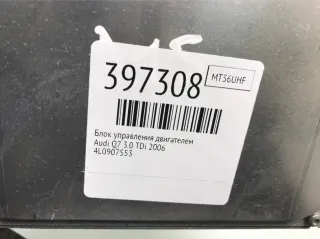 397308
MT56UHF
Блок управления двигателем
Audi Q7 3.0 TDi 2006
4L0907553